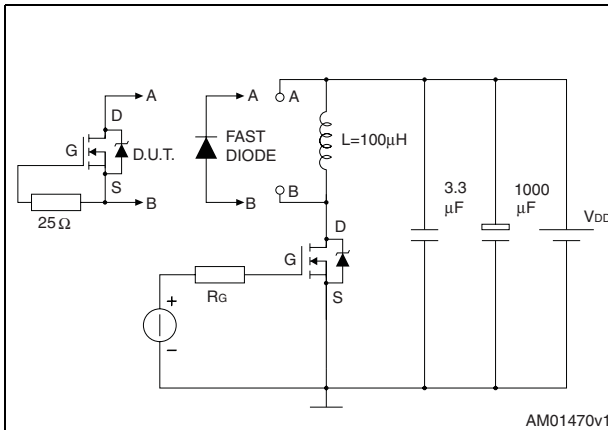 A A A
D
G D.U.T. FAST DIODE L=100µH
S B
B B D
25 Ω
3.3 µF 1000 µF
VDD
G
RG S
+
–
AM01470v1